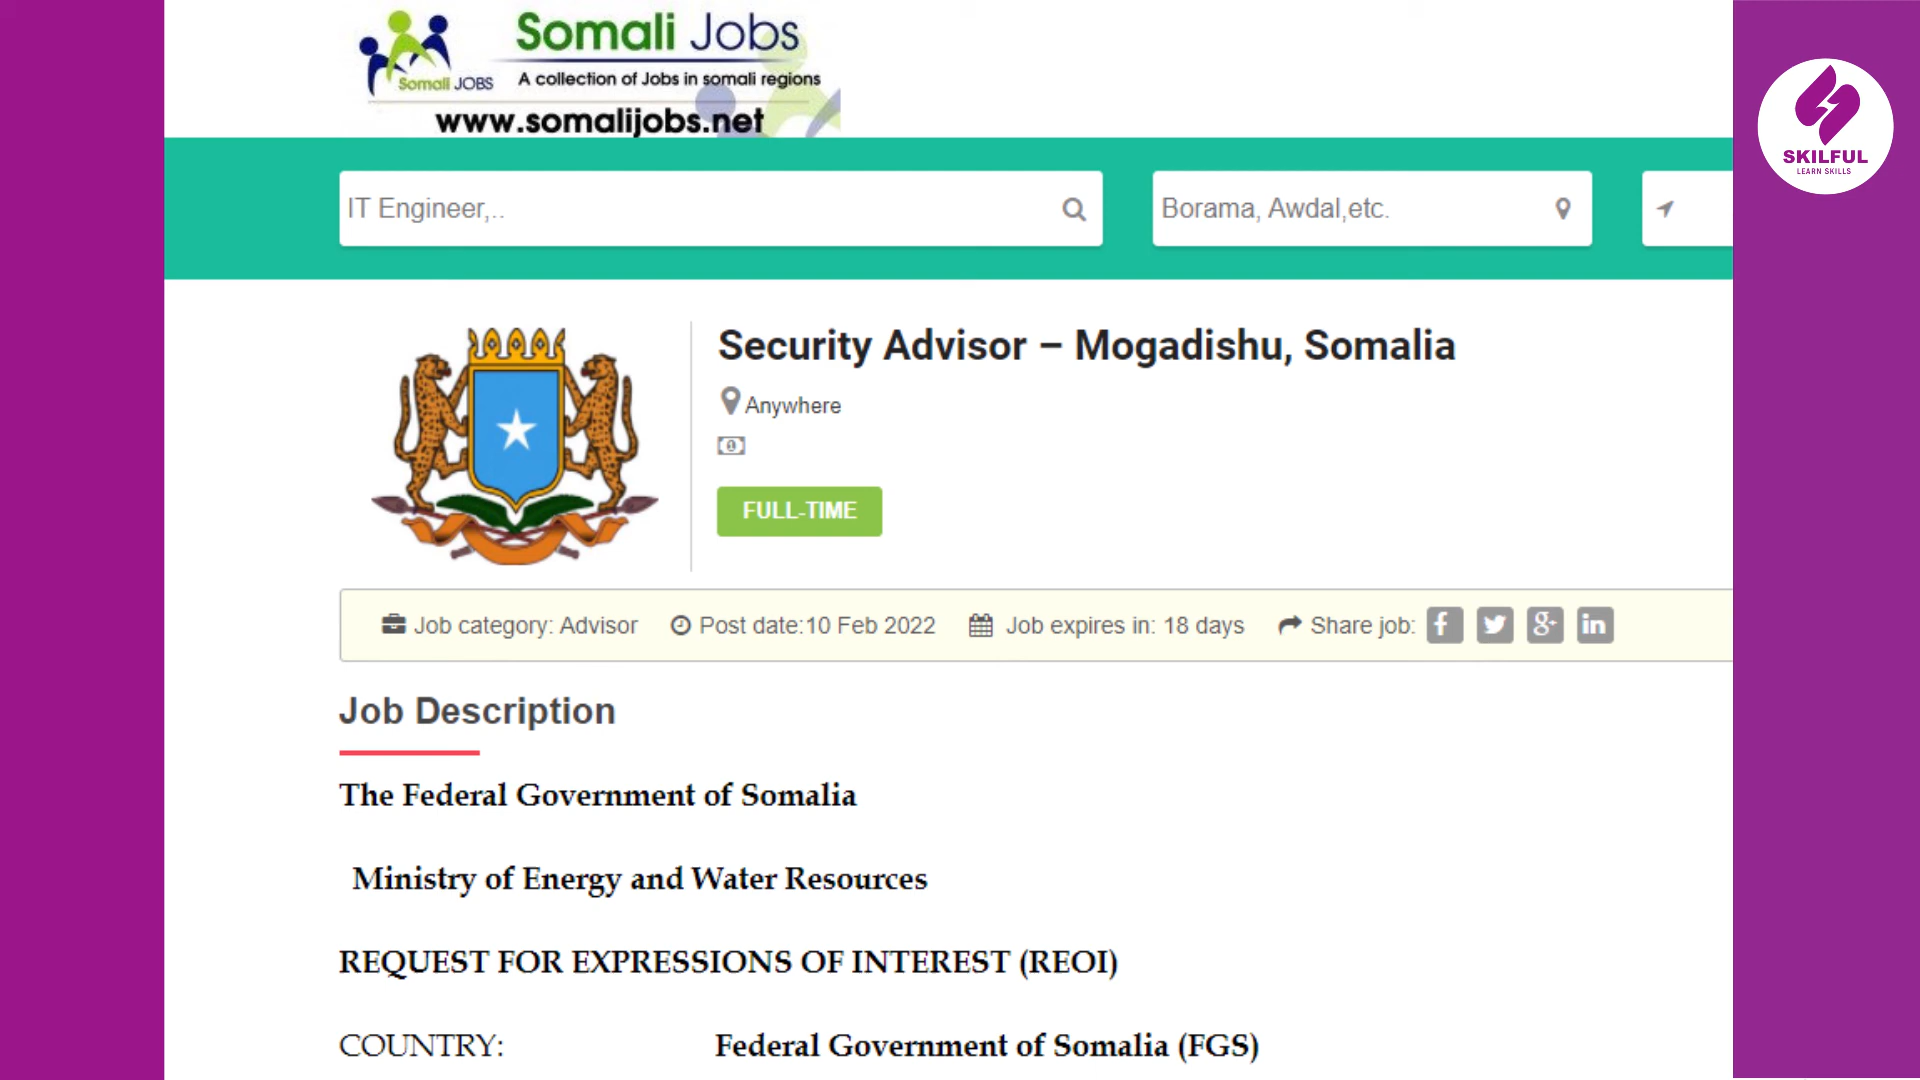 Somali Jobs
Somali JOBS
A collection of Jobs in somali regions
www.somalijobs.net
SKILFUL
LEARN SKILLS
IT Engineer,..
Borama, Awdal,etc.
Security Advisor – Mogadishu, Somalia
Anywhere
FULL-TIME
Job category: Advisor Post date:10 Feb 2022 Job expires in: 18 days Share job:
Job Description
The Federal Government of Somalia
Ministry of Energy and Water Resources
REQUEST FOR EXPRESSIONS OF INTEREST (REOI)
COUNTRY: Federal Government of Somalia (FGS)